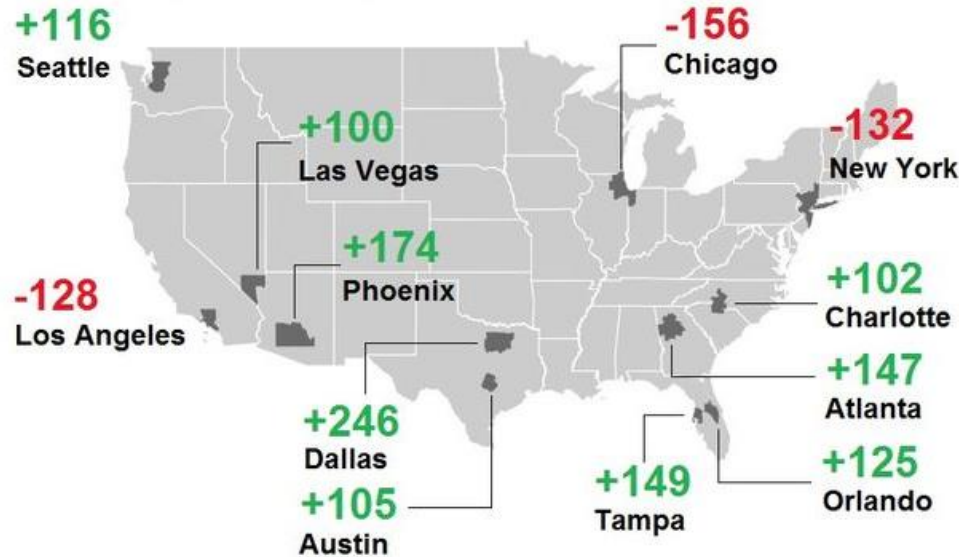 +116
Seattle
-156
Chicago
+100
Las Vegas
-132
New York
+174
Phoenix
-128
Los Angeles
+102
Charlotte
+147
Atlanta
+246
Dallas
+125
Orlando
+149
Tampa
+105
Austin